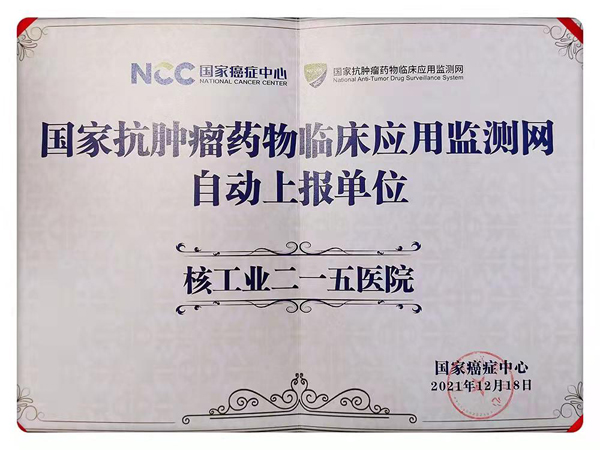 NCC 国家癌症中心
NATIONAL CANCER CENTER
国家抗肿瘤药物临床应用监测网
National Anti-Tumor Drug Surveillance System
国家抗肿瘤药物临床应用监测网
自动上报单位
核工业二一五医院
国家癌症中心
2021年12月18日